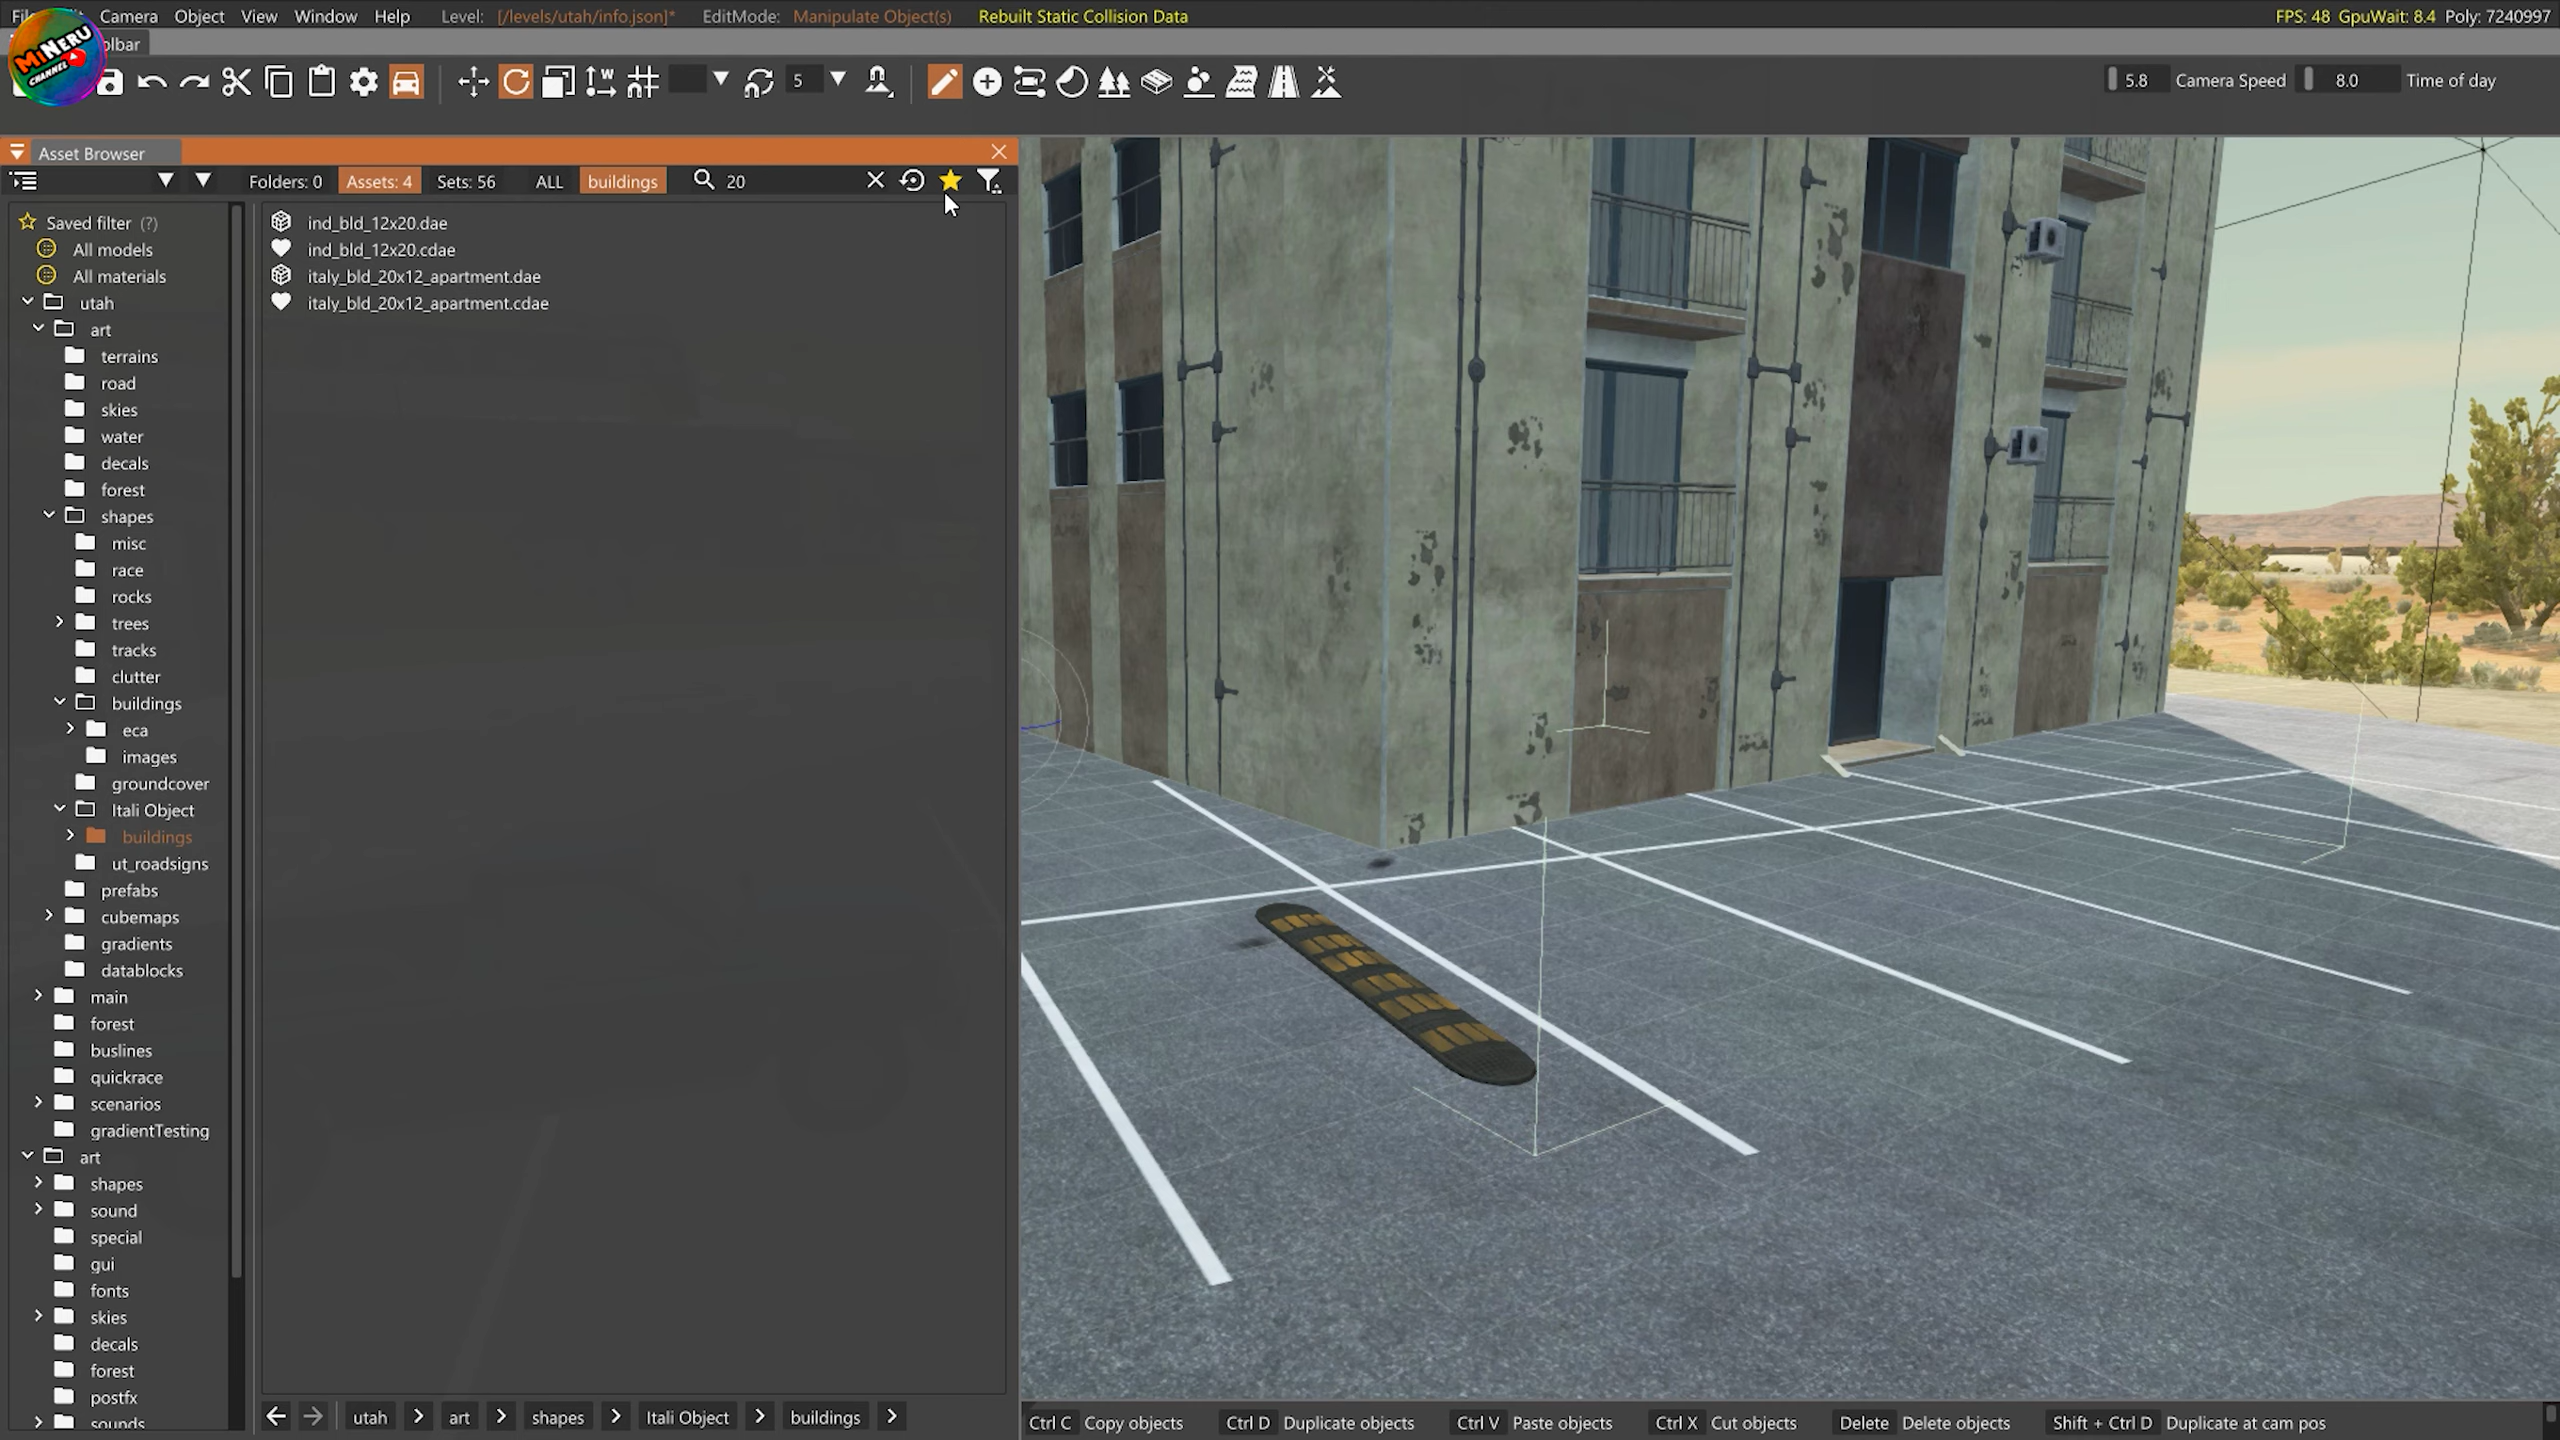 Camera Object View Window Help Level: [/levels/utah/info.json]* EditMode: Manipulate Object(s) Rebuilt Static Collision Data FPS: 48 GpuWait: 8.4 Poly: 7240997
MiNERU
CHANNEL
5 5.8 Camera Speed 8.0 Time of day
Asset Browser
Folders: 0 Assets: 4 Sets: 56 ALL buildings 20
Saved filter (?)
All models
All materials
utah
art
terrains
road
skies
water
decals
forest
shapes
misc
race
rocks
trees
tracks
clutter
buildings
eca
images
groundcover
Itali Object
buildings
ut_roadsigns
prefabs
cubemaps
gradients
datablocks
main
forest
buslines
quickrace
scenarios
gradientTesting
art
shapes
sound
special
gui
fonts
skies
decals
forest
postfx
sounds
ind_bld_12x20.dae
ind_bld_12x20.cdae
italy_bld_20x12_apartment.dae
italy_bld_20x12_apartment.cdae
utah > art > shapes > Itali Object > buildings >
Ctrl C Copy objects Ctrl D Duplicate objects Ctrl V Paste objects Ctrl X Cut objects Delete Delete objects Shift + Ctrl D Duplicate at cam pos